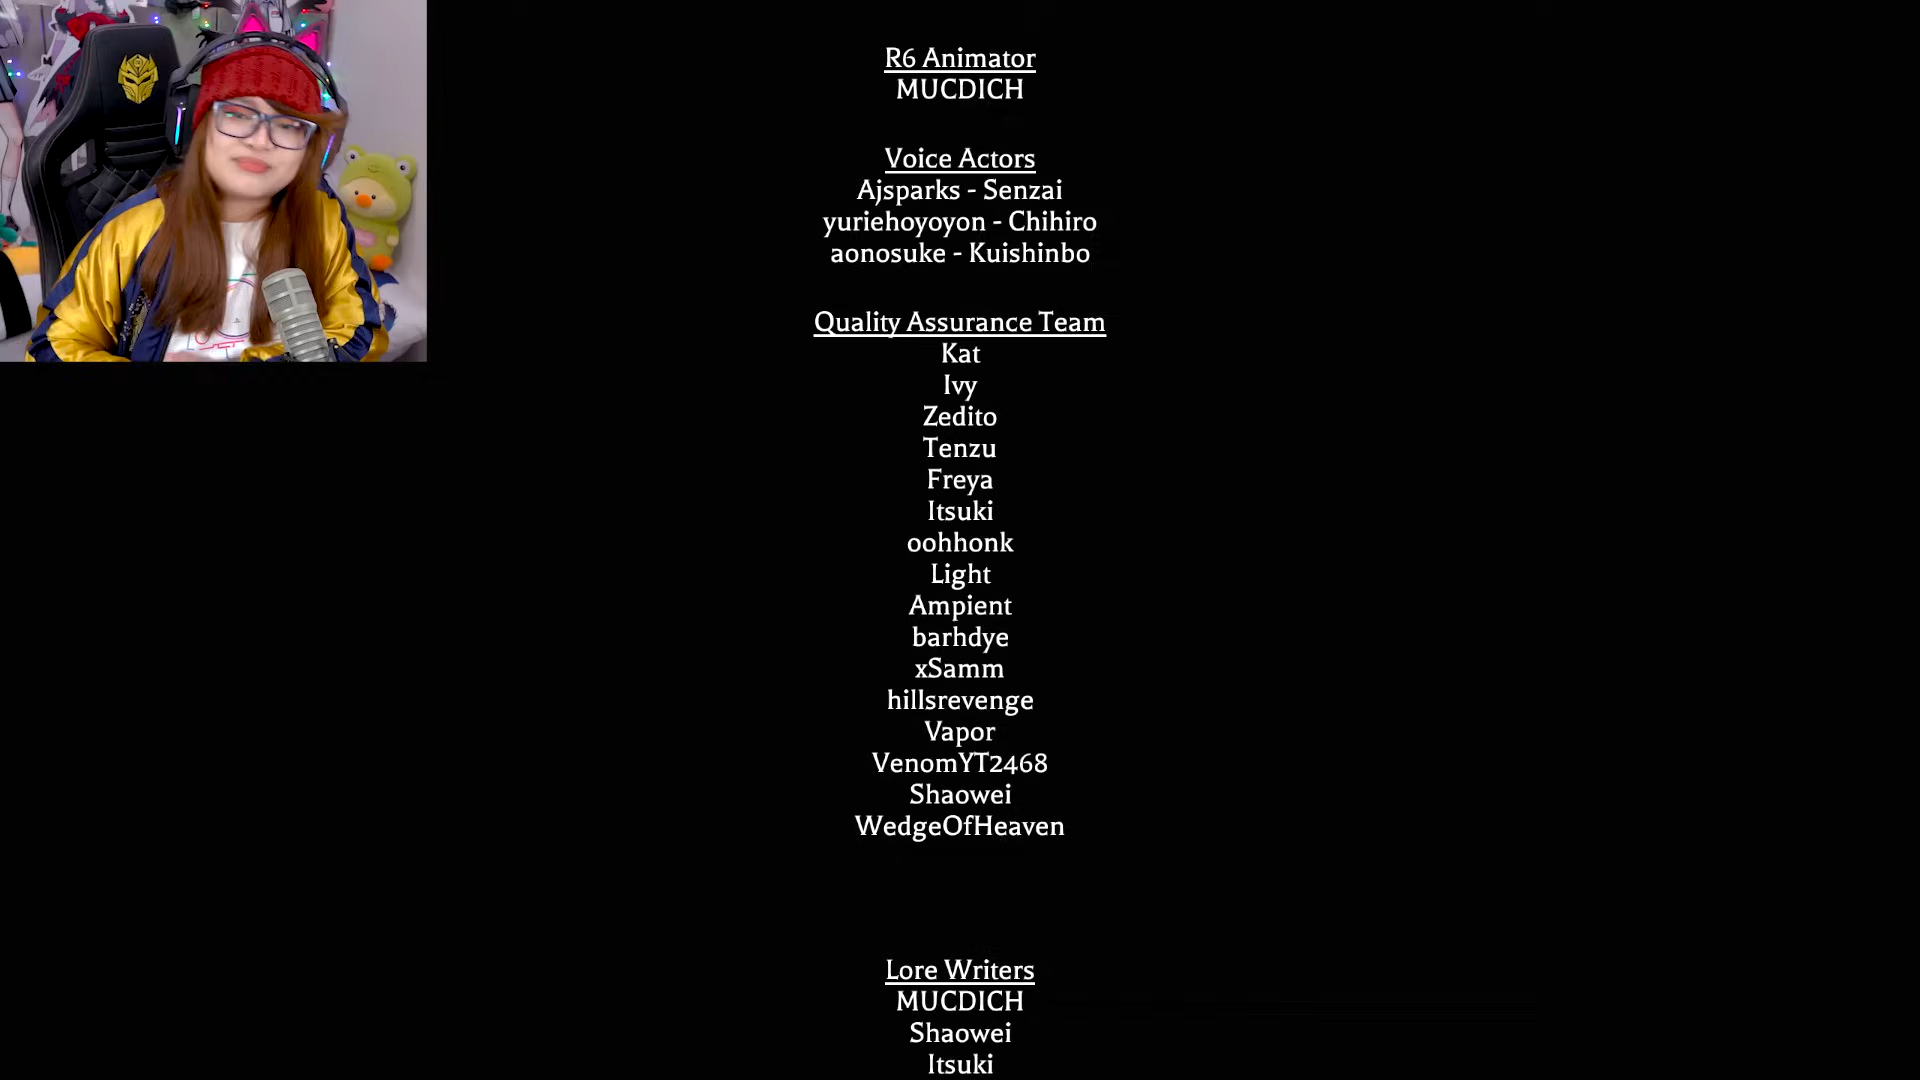 R6 Animator
MUCDICH
Voice Actors
Ajsparks - Senzai
yuriehoyoyon - Chihiro
aonosuke - Kuishinbo
Quality Assurance Team
Kat
Ivy
Zedito
Tenzu
Freya
Itsuki
oohhonk
Light
Ampient
barhdye
xSamm
hillsrevenge
Vapor
VenomYT2468
Shaowei
WedgeOfHeaven
Lore Writers
MUCDICH
Shaowei
Itsuki